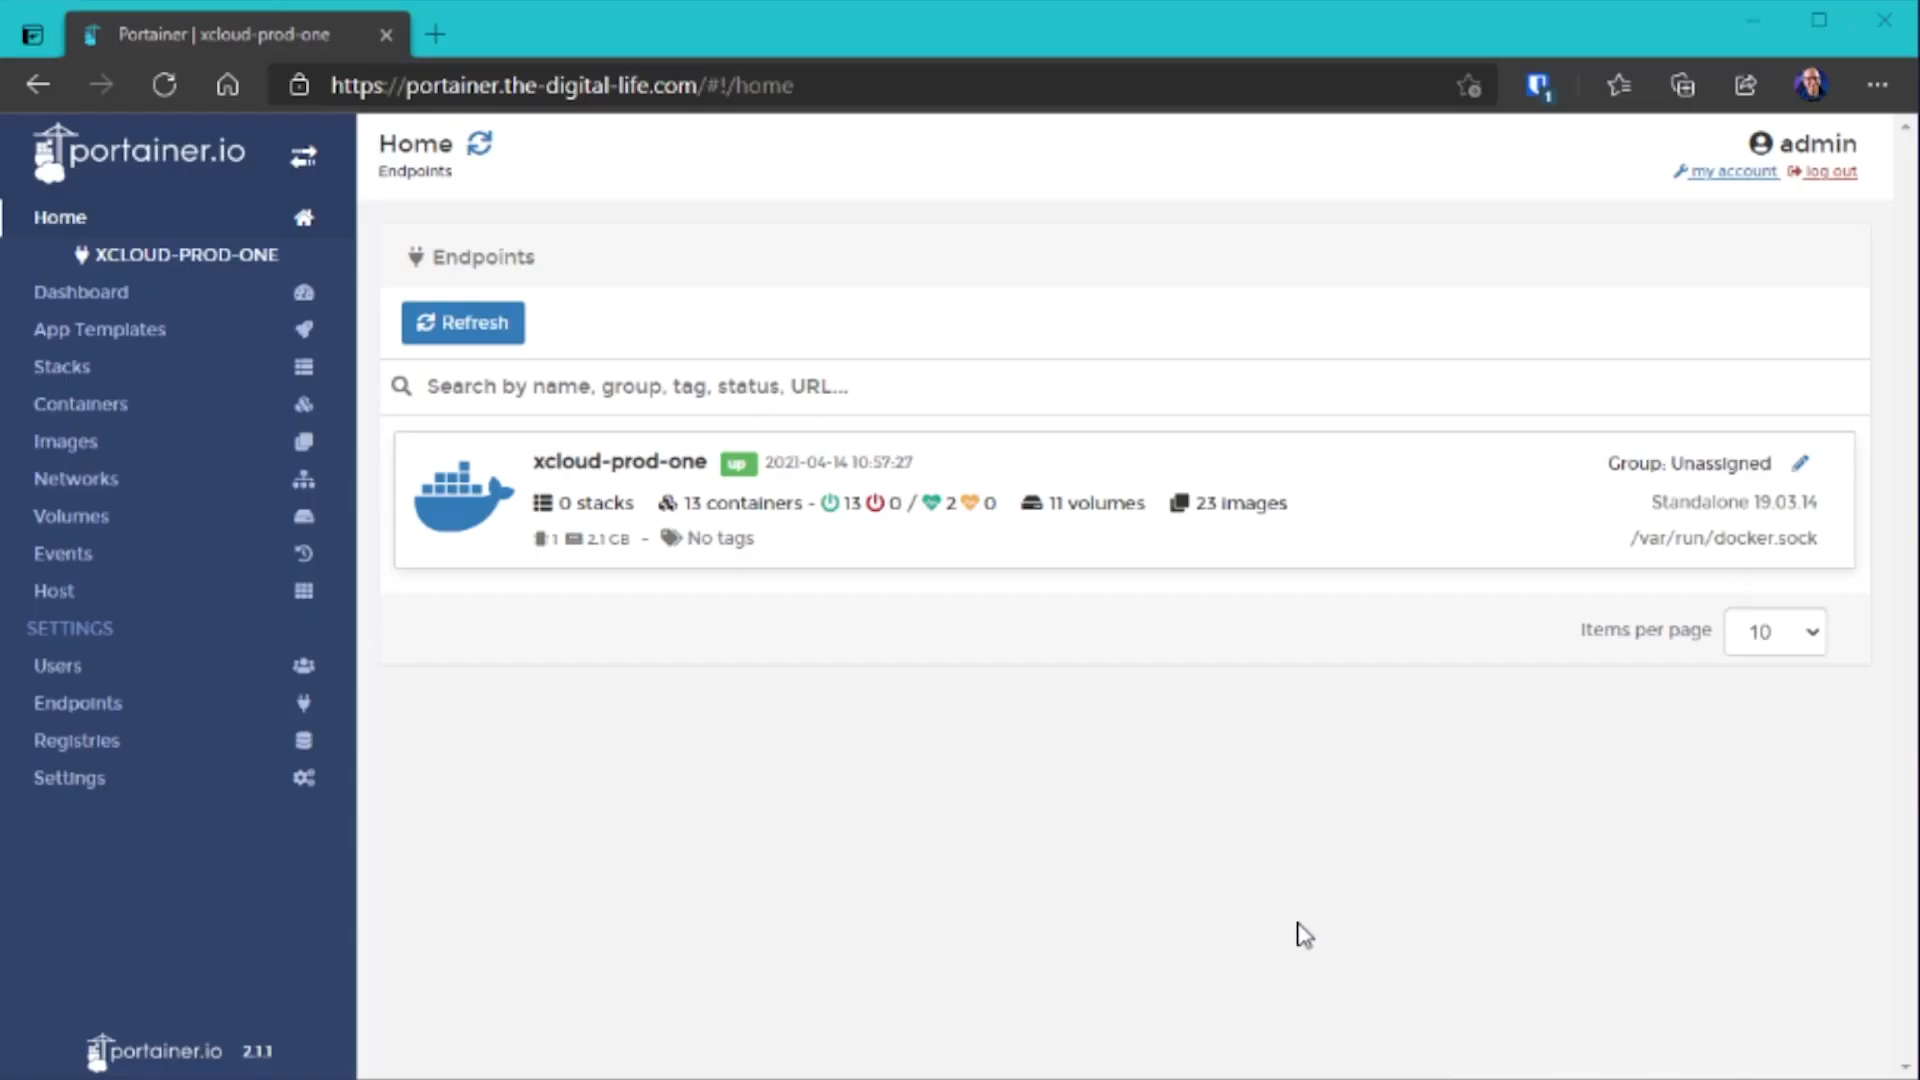 Portainer | xcloud-prod-one
https://portainer.the-digital-life.com/#!/home
portainer.io
Home
XCLOUD-PROD-ONE
Dashboard
App Templates
Stacks
Containers
Images
Networks
Volumes
Events
Host
SETTINGS
Users
Endpoints
Registries
Settings
portainer.io 2.1.1
Home
Endpoints
admin
my account log out
Endpoints
Refresh
Search by name, group, tag, status, URL...
xcloud-prod-one up 2021-04-14 10:57:27
Group: Unassigned
0 stacks 13 containers - 13 0 / 2 0 11 volumes 23 images
Standalone 19.03.14
1 2.1 GB - No tags
/var/run/docker.sock
Items per page 10